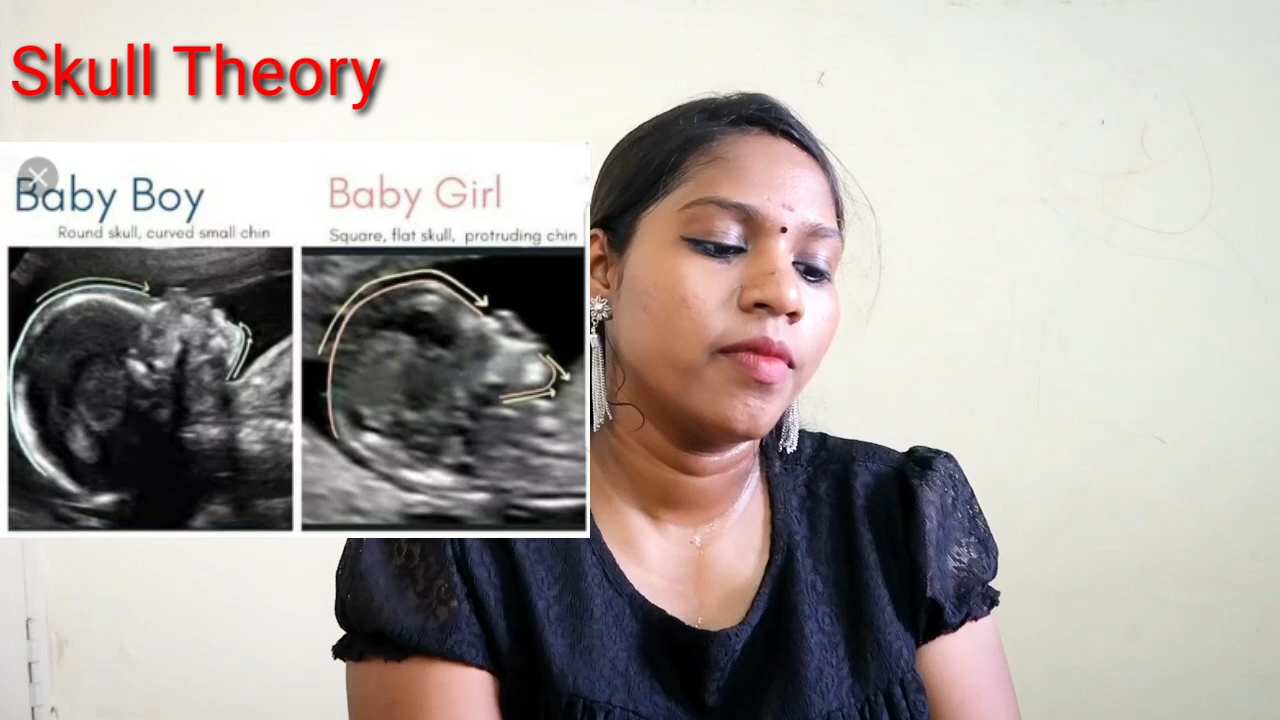 Skull Theory
Baby Boy
Round skull, curved small chin
Baby Girl
Square, flat skull, protruding chin